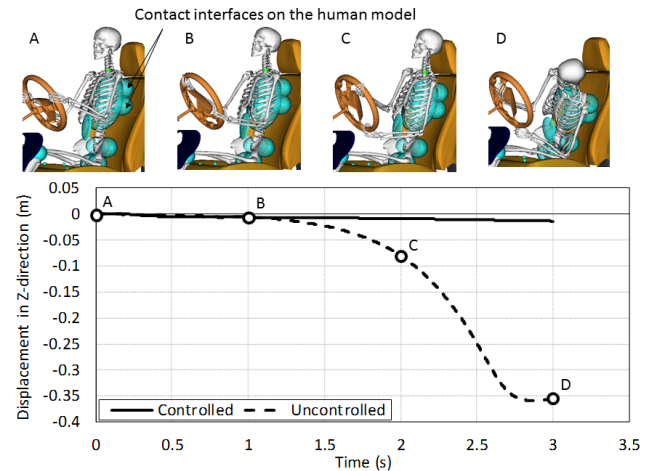 Contact interfaces on the human model
A
B
C
D
Displacement in Z-direction (m)
0.05
0
-0.05
-0.1
-0.15
-0.2
-0.25
-0.3
-0.35
-0.4
A
B
C
D
Controlled
Uncontrolled
0
0.5
1
1.5
2
2.5
3
3.5
Time (s)